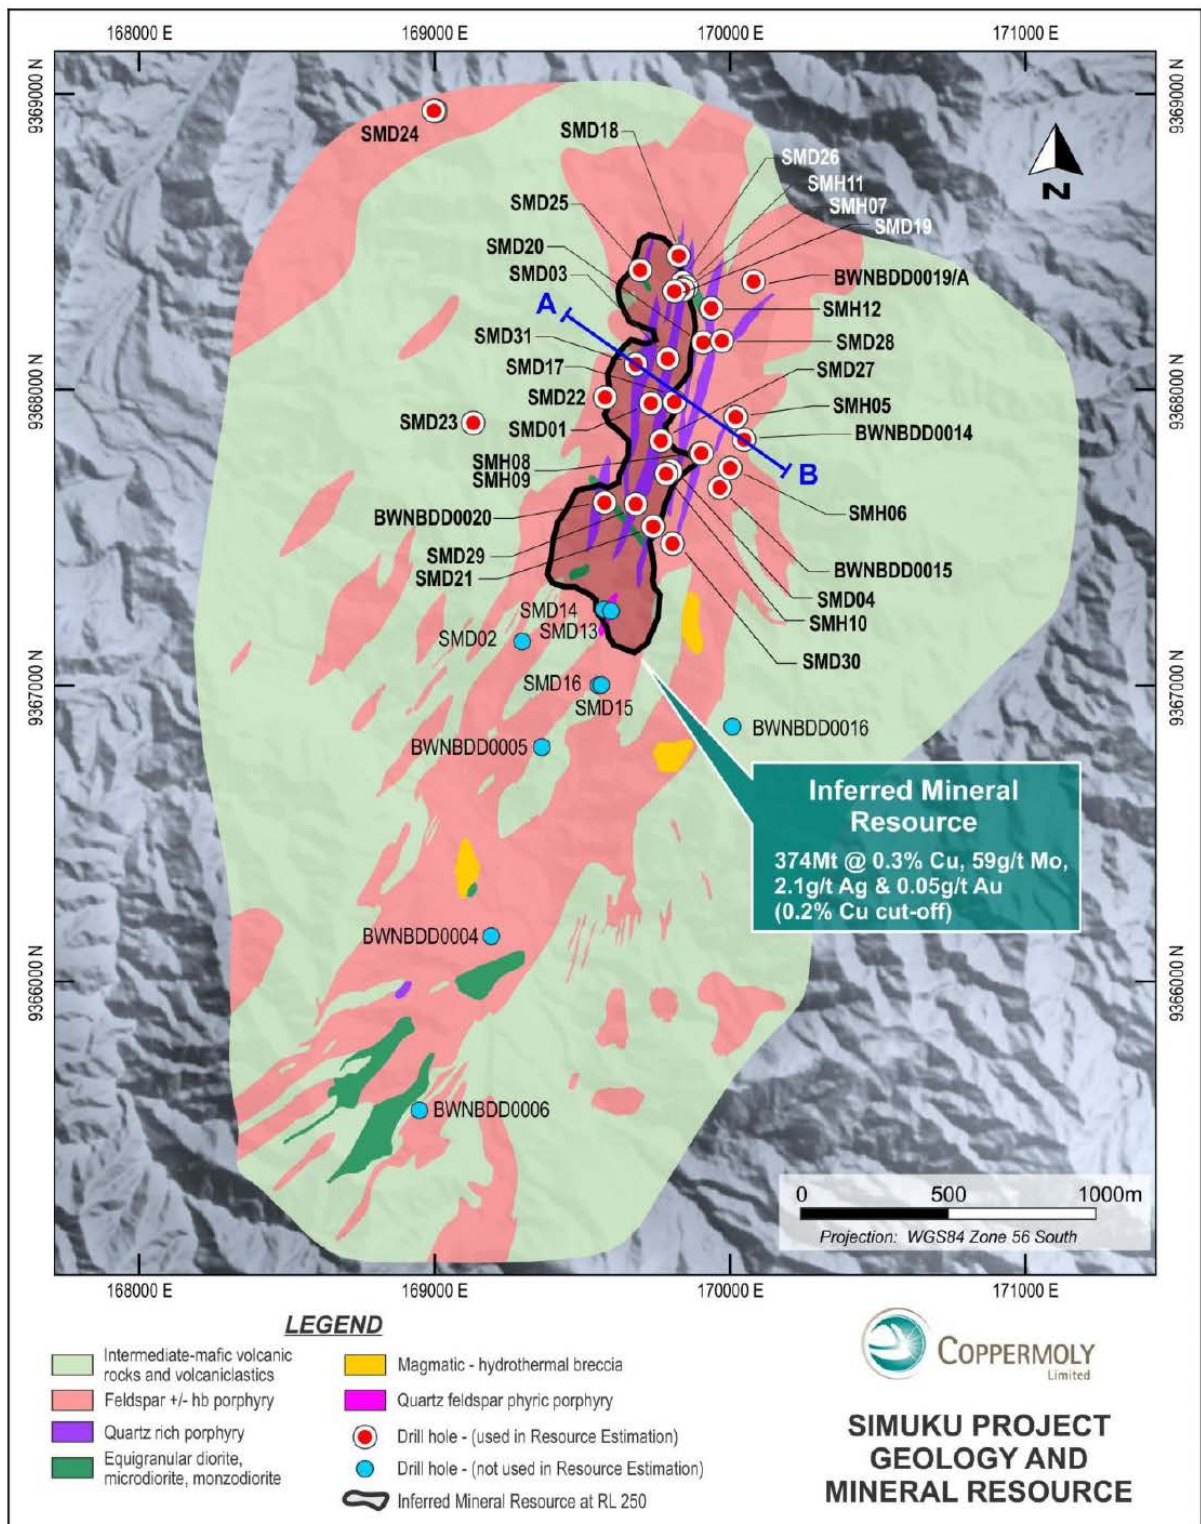 168000 E
169000 E
170000 E
171000 E
9369000 N
9369000 N
SMD24
SMD18
SMD26
SMH11
SMH07
SMD19
N
SMD25
SMD20
SMD03
BWNBDD0019/A
SMH12
A
SMD31
SMD28
SMD17
SMD27
9368000 N
9368000 N
SMD22
SMH05
SMD23
SMD01
BWNBDD0014
SMH08
SMH09
B
BWNBDD0020
SMH06
SMD29
SMD21
BWNBDD0015
SMD04
SMD14
SMH10
SMD13
SMD02
SMD30
9367000 N
9367000 N
SMD16
SMD15
BWNBDD0016
BWNBDD0005
Inferred Mineral
Resource
374Mt @ 0.3% Cu, 59g/t Mo,
2.1g/t Ag & 0.05g/t Au
(0.2% Cu cut-off)
BWNBDD0004
9366000 N
9366000 N
BWNBDD0006
0 500 1000m
Projection: WGS84 Zone 56 South
168000 E
169000 E
170000 E
171000 E
LEGEND
Intermediate-mafic volcanic
rocks and volcaniclastics
Feldspar +/- hb porphyry
Quartz rich porphyry
Equigranular diorite,
microdiorite, monzodiorite
Magmatic - hydrothermal breccia
Quartz feldspar phyric porphyry
Drill hole - (used in Resource Estimation)
Drill hole - (not used in Resource Estimation)
Inferred Mineral Resource at RL 250
COPPERMOLY
Limited
SIMUKU PROJECT
GEOLOGY AND
MINERAL RESOURCE